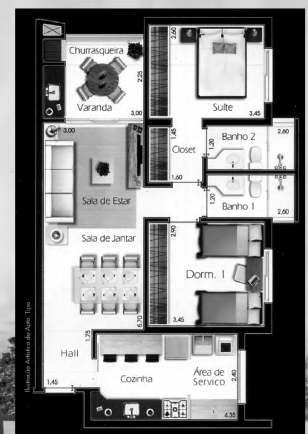 2.60
Churrasqueira
2.25
Varanda
3.00
Suíte
3.45
3.00
1.45
Closet
1.20
Banho 2
2.60
1.60
Sala de Estar
1.20
Banho 1
2.60
Sala de Jantar
2.90
Dorm. 1
3.45
5.70
1.75
Hall
1.45
Cozinha
Área de
Servico
2.40
4.35
Ilustração Artística do Apto. Tipo